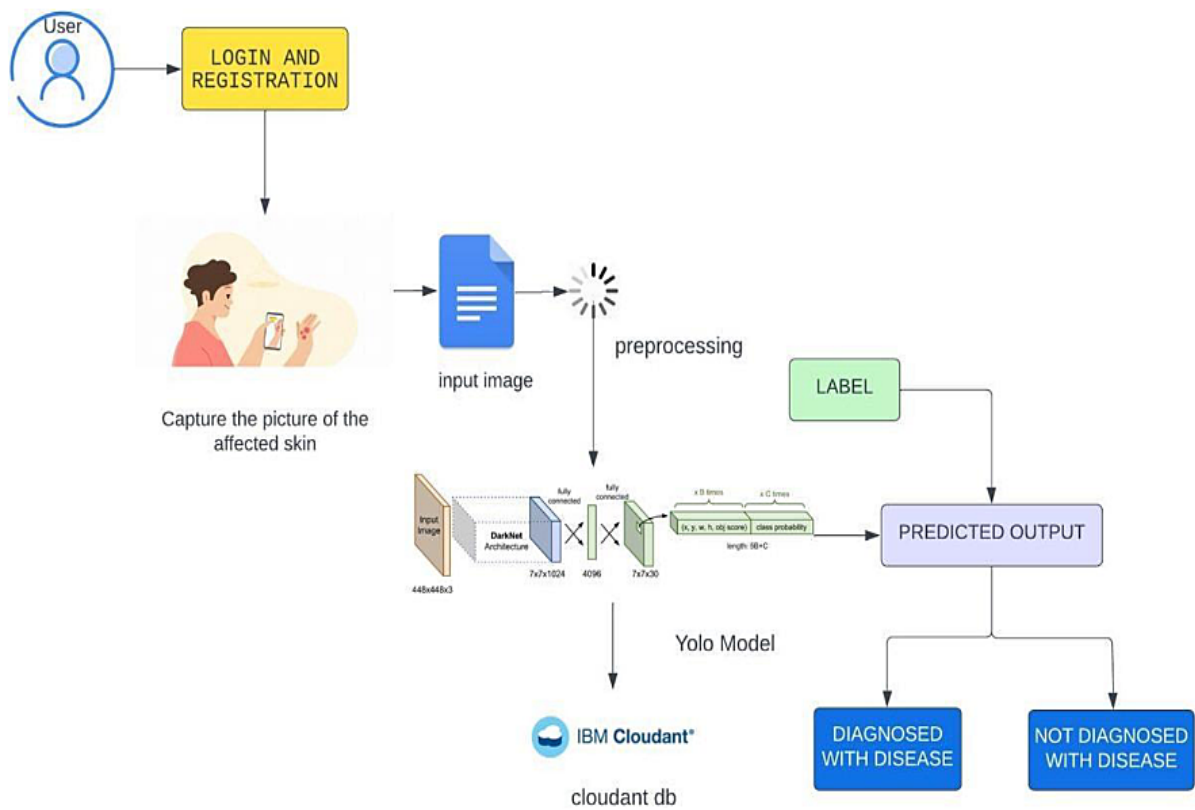 User
LOGIN AND
REGISTRATION
input image
preprocessing
Capture the picture of the
affected skin
LABEL
PREDICTED OUTPUT
Input
Image
448x448x3
DarkNet
Architecture
7x7x1024
fully
connected
4096
fully
connected
7x7x30
x B times
x C times
(x, y, w, h, obj score)
class probability
length: 5B+C
Yolo Model
IBM Cloudant®
cloudant db
DIAGNOSED
WITH DISEASE
NOT DIAGNOSED
WITH DISEASE